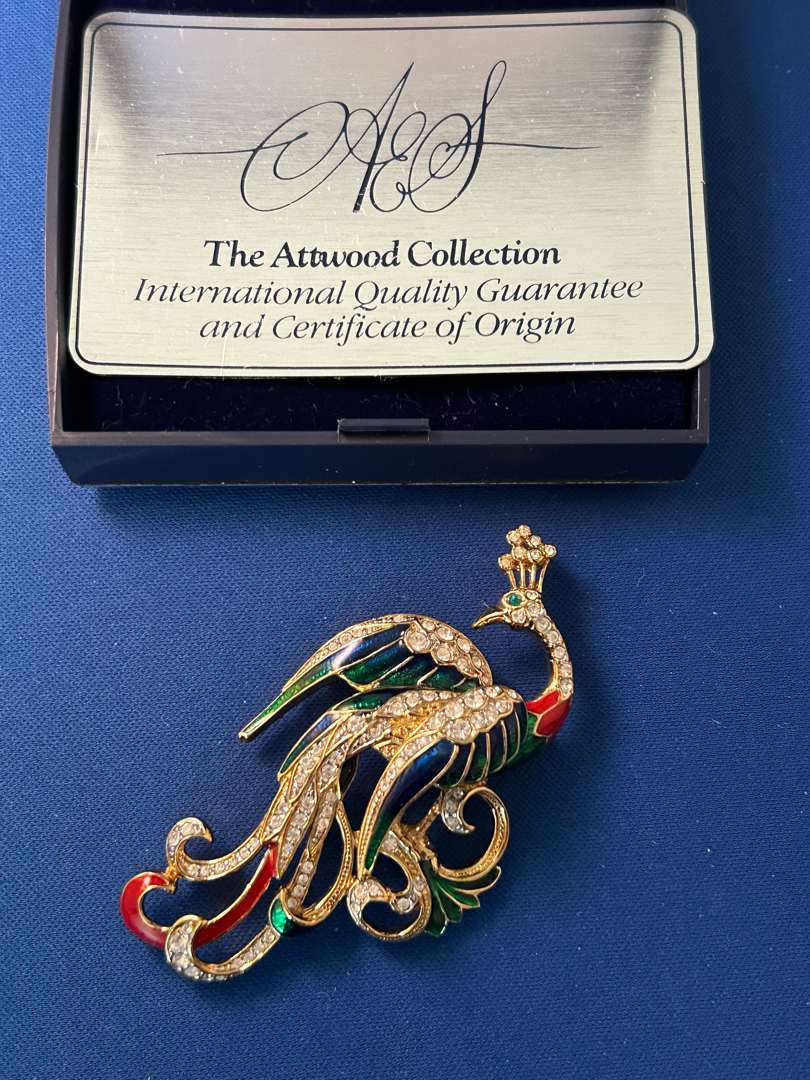 A&S
The Attwood Collection
International Quality Guarantee
and Certificate of Origin